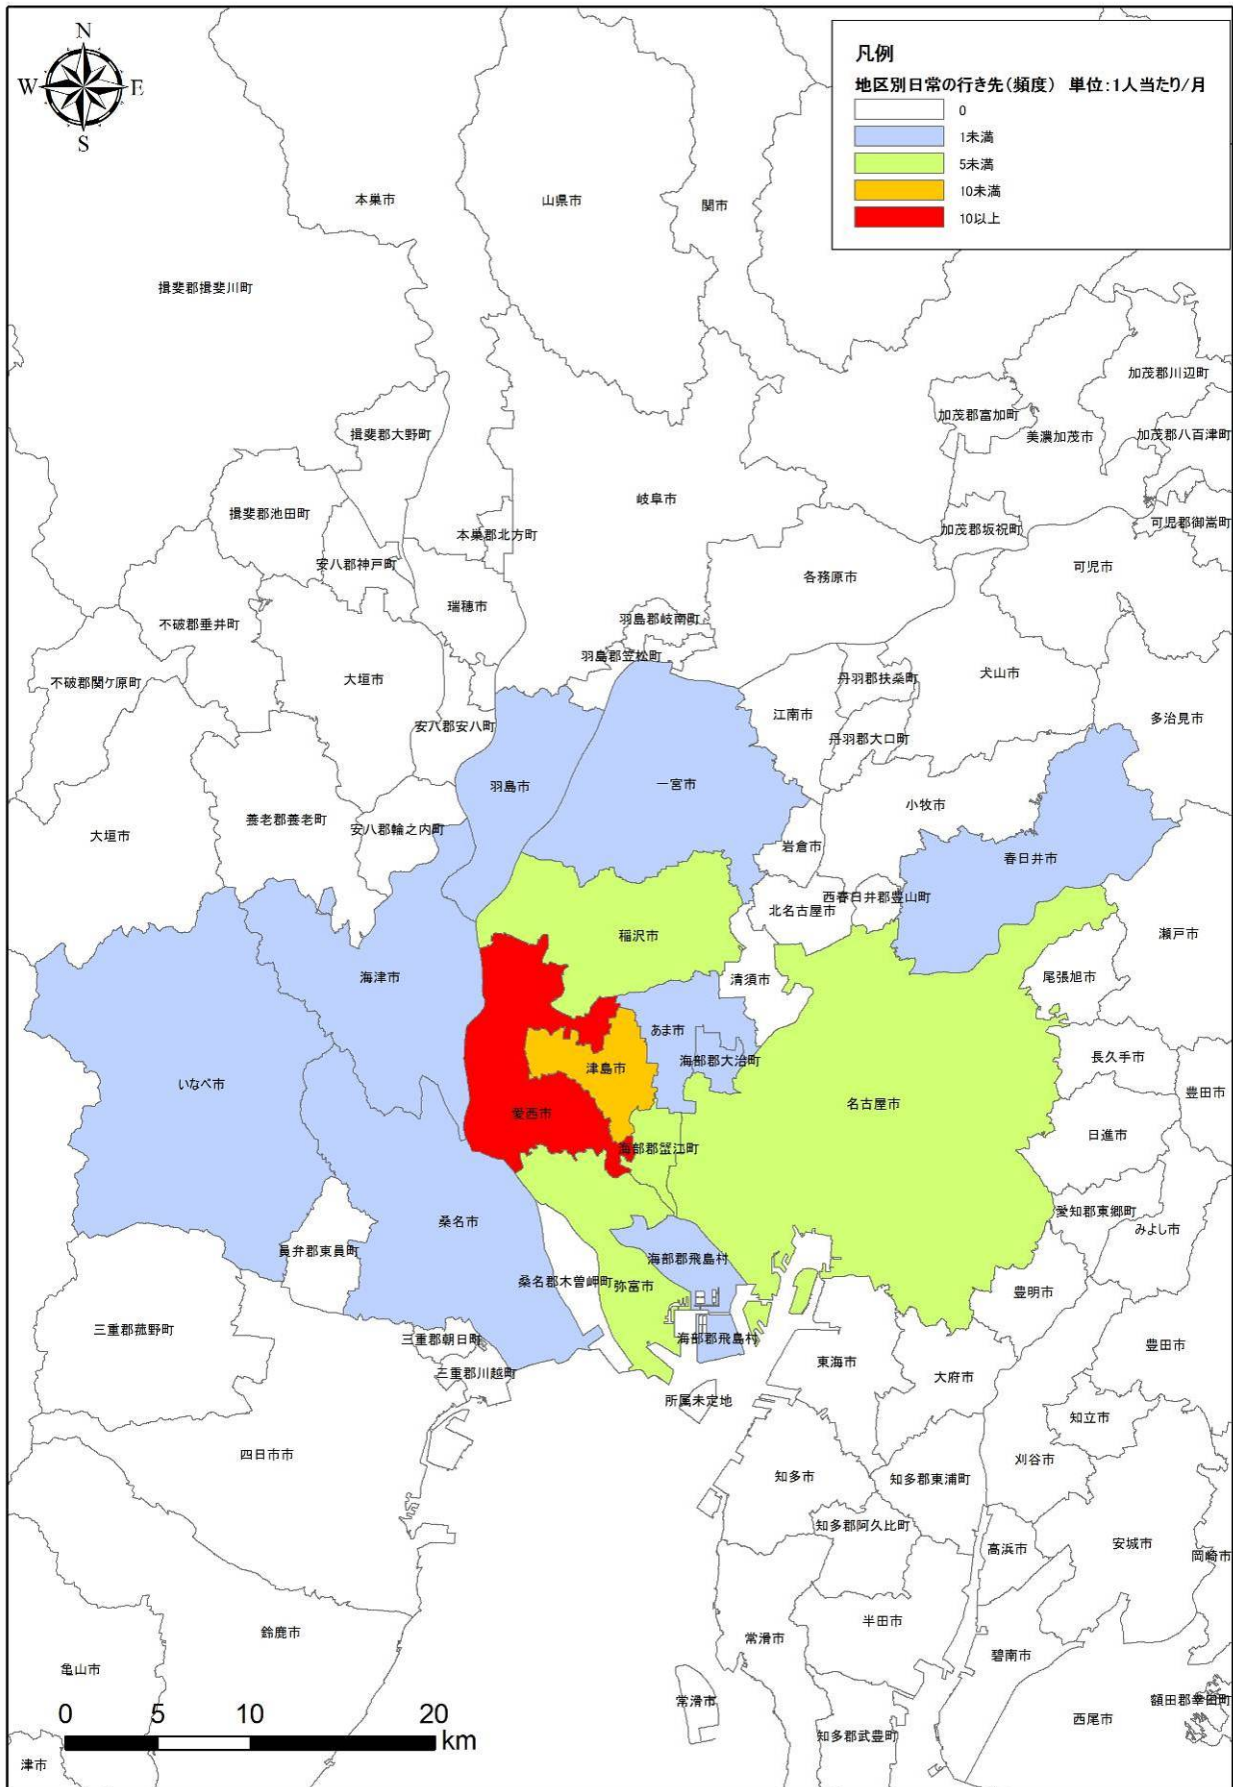 N
W
E
S
凡例
地区別日常の行き先(頻度) 単位:1人当たり/月
0
1未満
5未満
10未満
10以上
本巣市
山県市
関市
揖斐郡揖斐川町
加茂郡川辺町
加茂郡富加町
美濃加茂市
加茂郡八百津町
揖斐郡大野町
岐阜市
揖斐郡池田町
本巣郡北方町
加茂郡坂祝町
可児郡御嵩町
安八郡神戸町
各務原市
可児市
瑞穂市
不破郡垂井町
羽島郡岐南町
羽島郡笠松町
不破郡関ケ原町
大垣市
丹羽郡扶桑町
犬山市
安八郡安八町
江南市
丹羽郡大口町
多治見市
羽島市
一宮市
小牧市
大垣市
養老郡養老町
安八郡輪之内町
岩倉市
春日井市
西春日井郡豊山町
北名古屋市
稲沢市
瀬戸市
海津市
清須市
尾張旭市
あま市
海部郡大治町
長久手市
いなべ市
津島市
豊田市
愛西市
名古屋市
日進市
海部郡蟹江町
桑名市
愛知郡東郷町
みよし市
員弁郡東員町
海部郡飛島村
桑名郡木曽岬町
弥富市
豊明市
三重郡菰野町
三重郡朝日町
海部郡飛島村
東海市
豊田市
三重郡川越町
大府市
所属未定地
知立市
四日市市
刈谷市
知多市
知多郡東浦町
知多郡阿久比町
高浜市
安城市
岡崎市
半田市
鈴鹿市
常滑市
碧南市
亀山市
常滑市
額田郡幸田町
西尾市
知多郡武豊町
津市
0 5 10 20
km